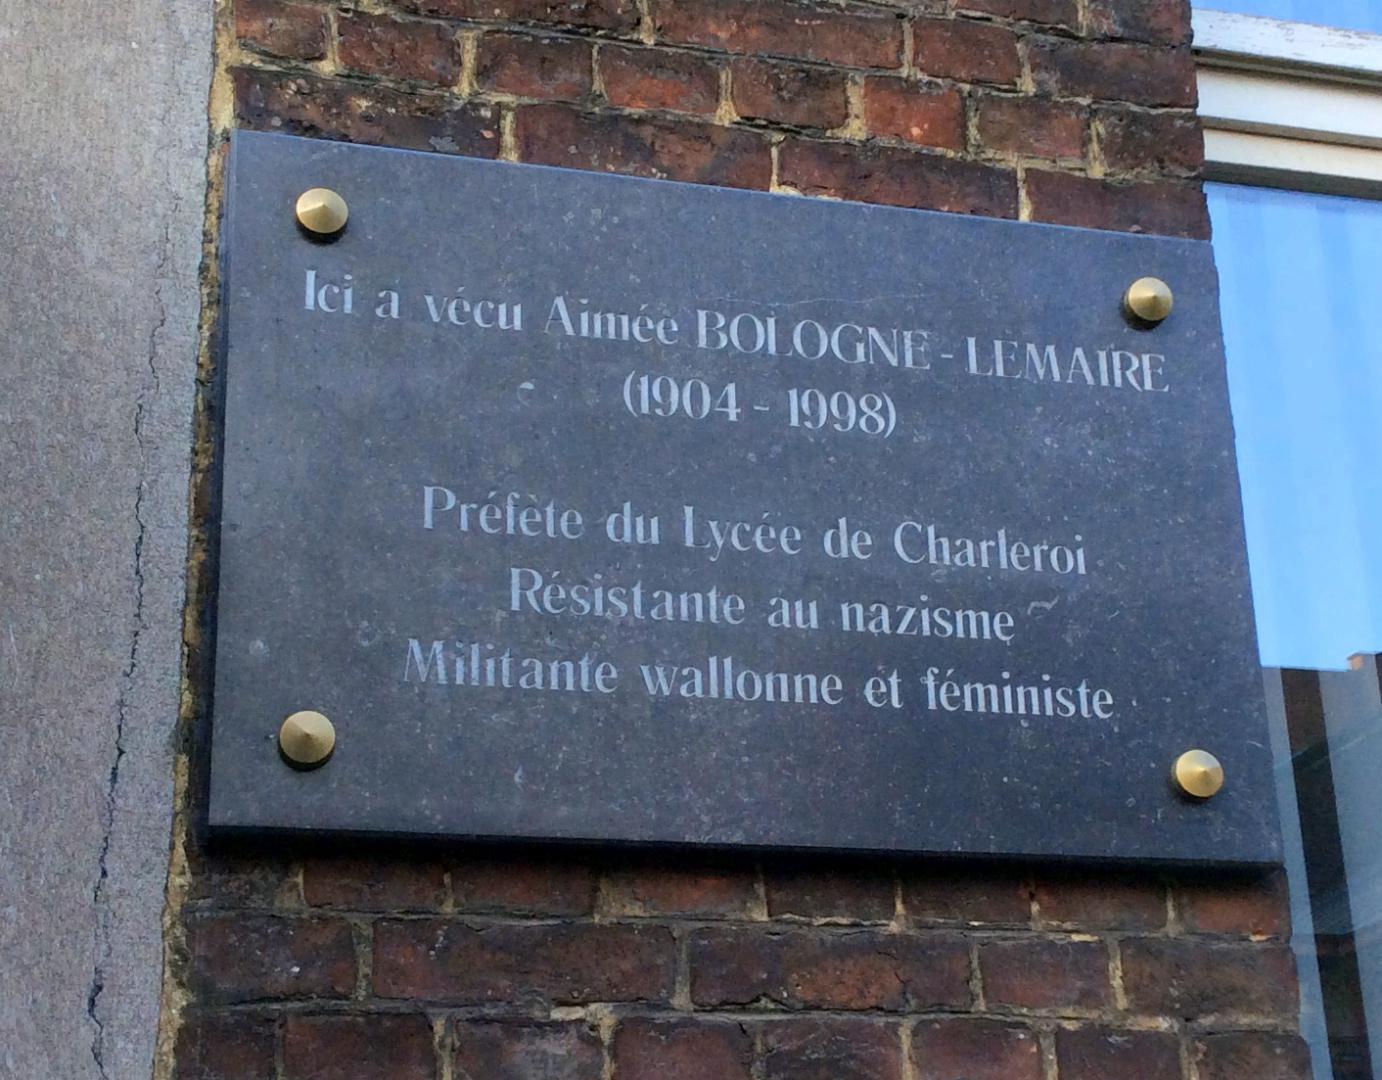 Ici a vécu Aimée BOLOGNE - LEMAIRE
(1904 - 1998)
Préfète du Lycée de Charleroi
Résistante au nazisme
Militante wallonne et féministe